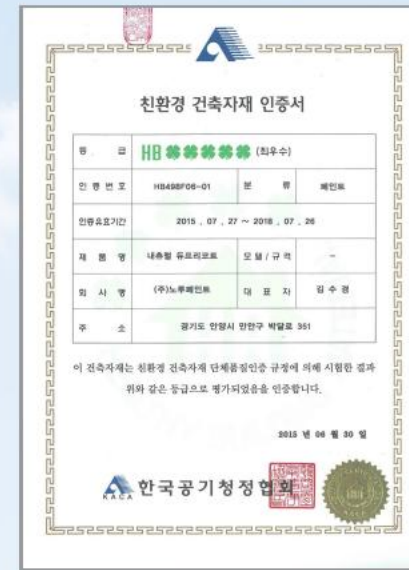 친환경 건축자재 인증서
등 급 HB (최우수)
인 증 번 호 HB498F06-01 분 류 페인트
인증유효기간 2015 . 07 . 27 ~ 2018 . 07 . 26
제 품 명 내츄럴 듀르리코트 모 델 / 규 격 -
회 사 명 (주)노루페인트 대 표 자 김 수 경
주 소 경기도 안양시 만안구 박달로 351
이 건축자재는 친환경 건축자재 단체품질인증 규정에 의해 시험한 결과
위와 같은 등급으로 평가되었음을 인증합니다.
2015 년 06 월 30 일
KACA 한국공기청정협회